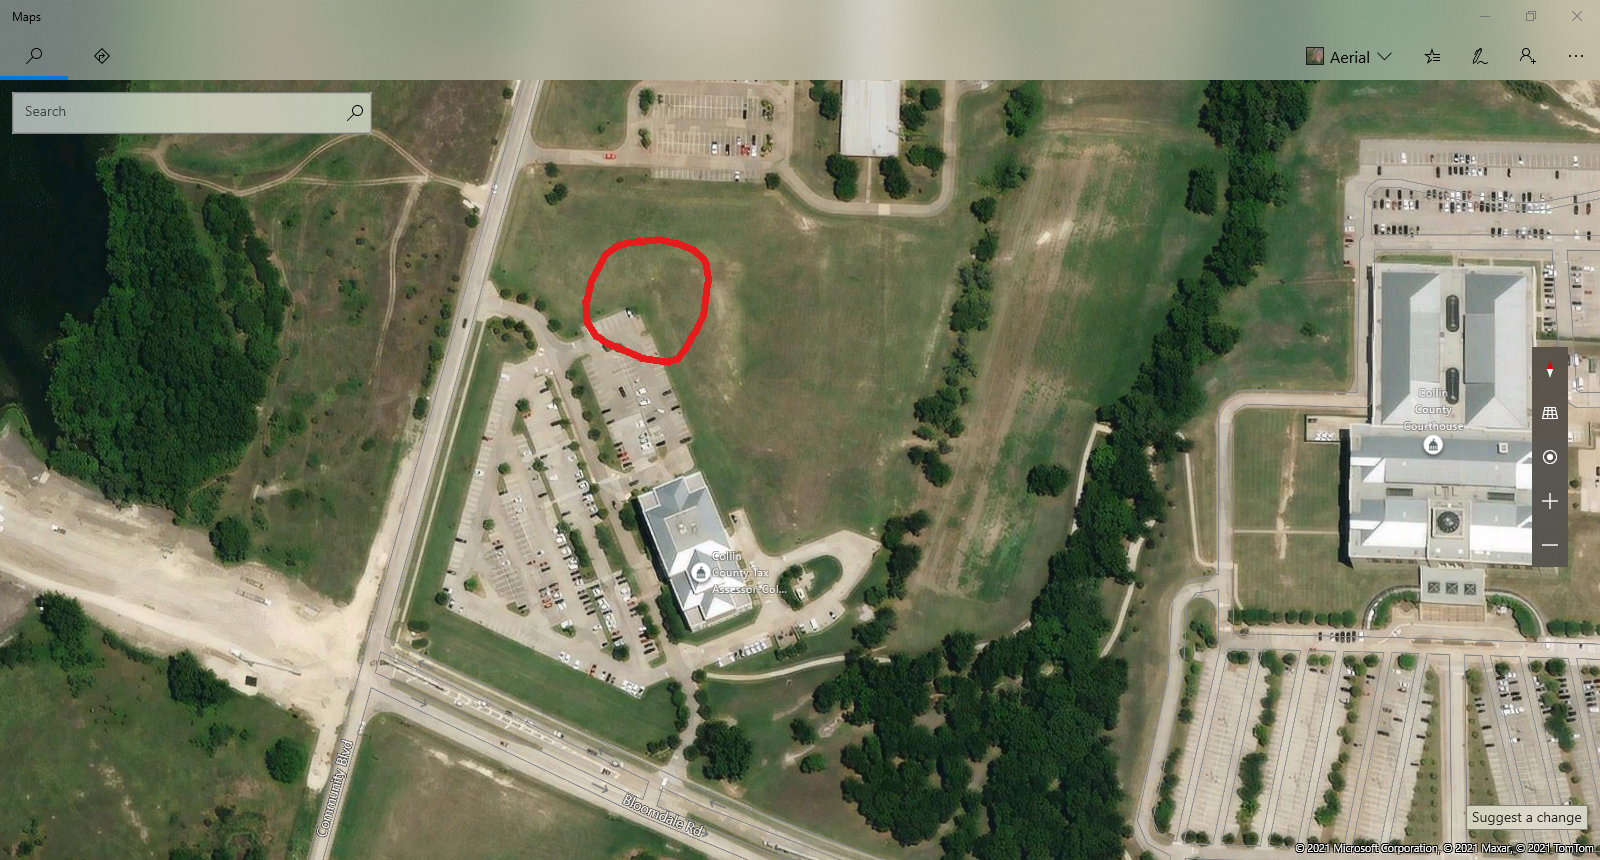 Maps
Aerial
Search
Collin
County
Courthouse
Collin
County Tax
Assessor-Col...
Community Blvd
Bloomdale Rd
Suggest a change
© 2021 Microsoft Corporation, © 2021 Maxar, © 2021 TomTom